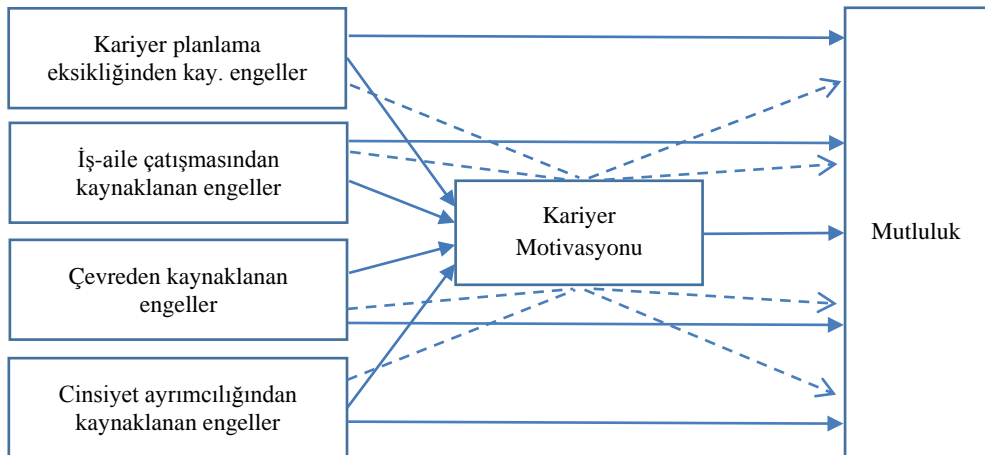 Kariyer planlama
eksikliğinden kay. engeller
İş-aile çatışmasından
kaynaklanan engeller
Çevreden kaynaklanan
engeller
Cinsiyet ayrımcılığından
kaynaklanan engeller
Kariyer
Motivasyonu
Mutluluk